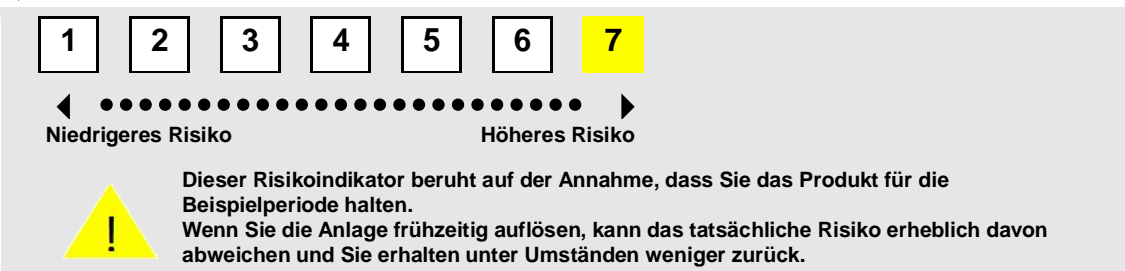 1 2 3 4 5 6 7
Niedrigeres Risiko Höheres Risiko
Dieser Risikoindikator beruht auf der Annahme, dass Sie das Produkt für die
Beispielperiode halten.
Wenn Sie die Anlage frühzeitig auflösen, kann das tatsächliche Risiko erheblich davon
abweichen und Sie erhalten unter Umständen weniger zurück.
!